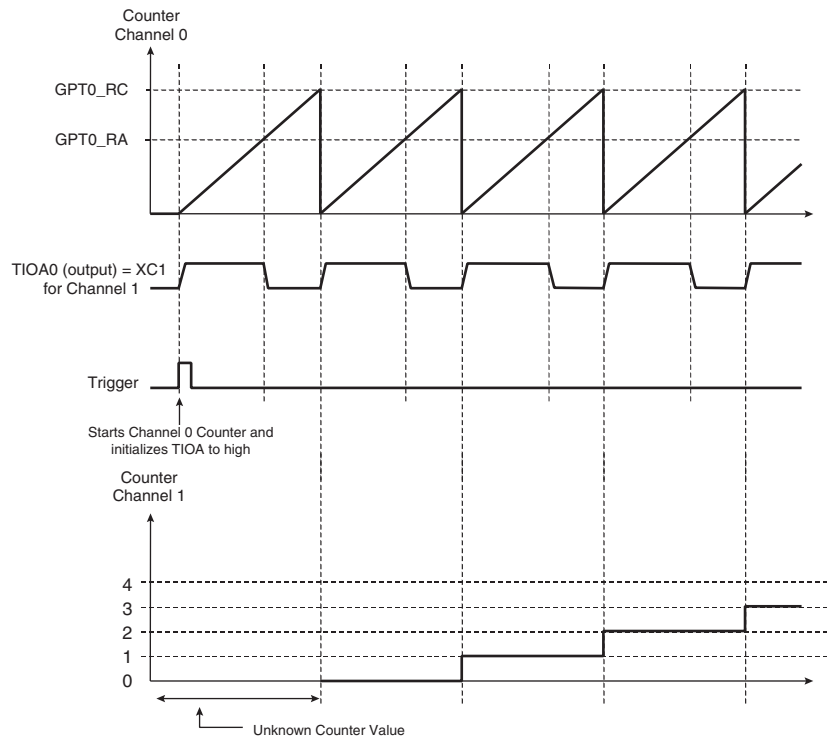 Counter
Channel 0
GPT0_RC
GPT0_RA
TIOA0 (output) = XC1
for Channel 1
Trigger
Starts Channel 0 Counter and
initializes TIOA to high
Counter
Channel 1
4
3
2
1
0
Unknown Counter Value